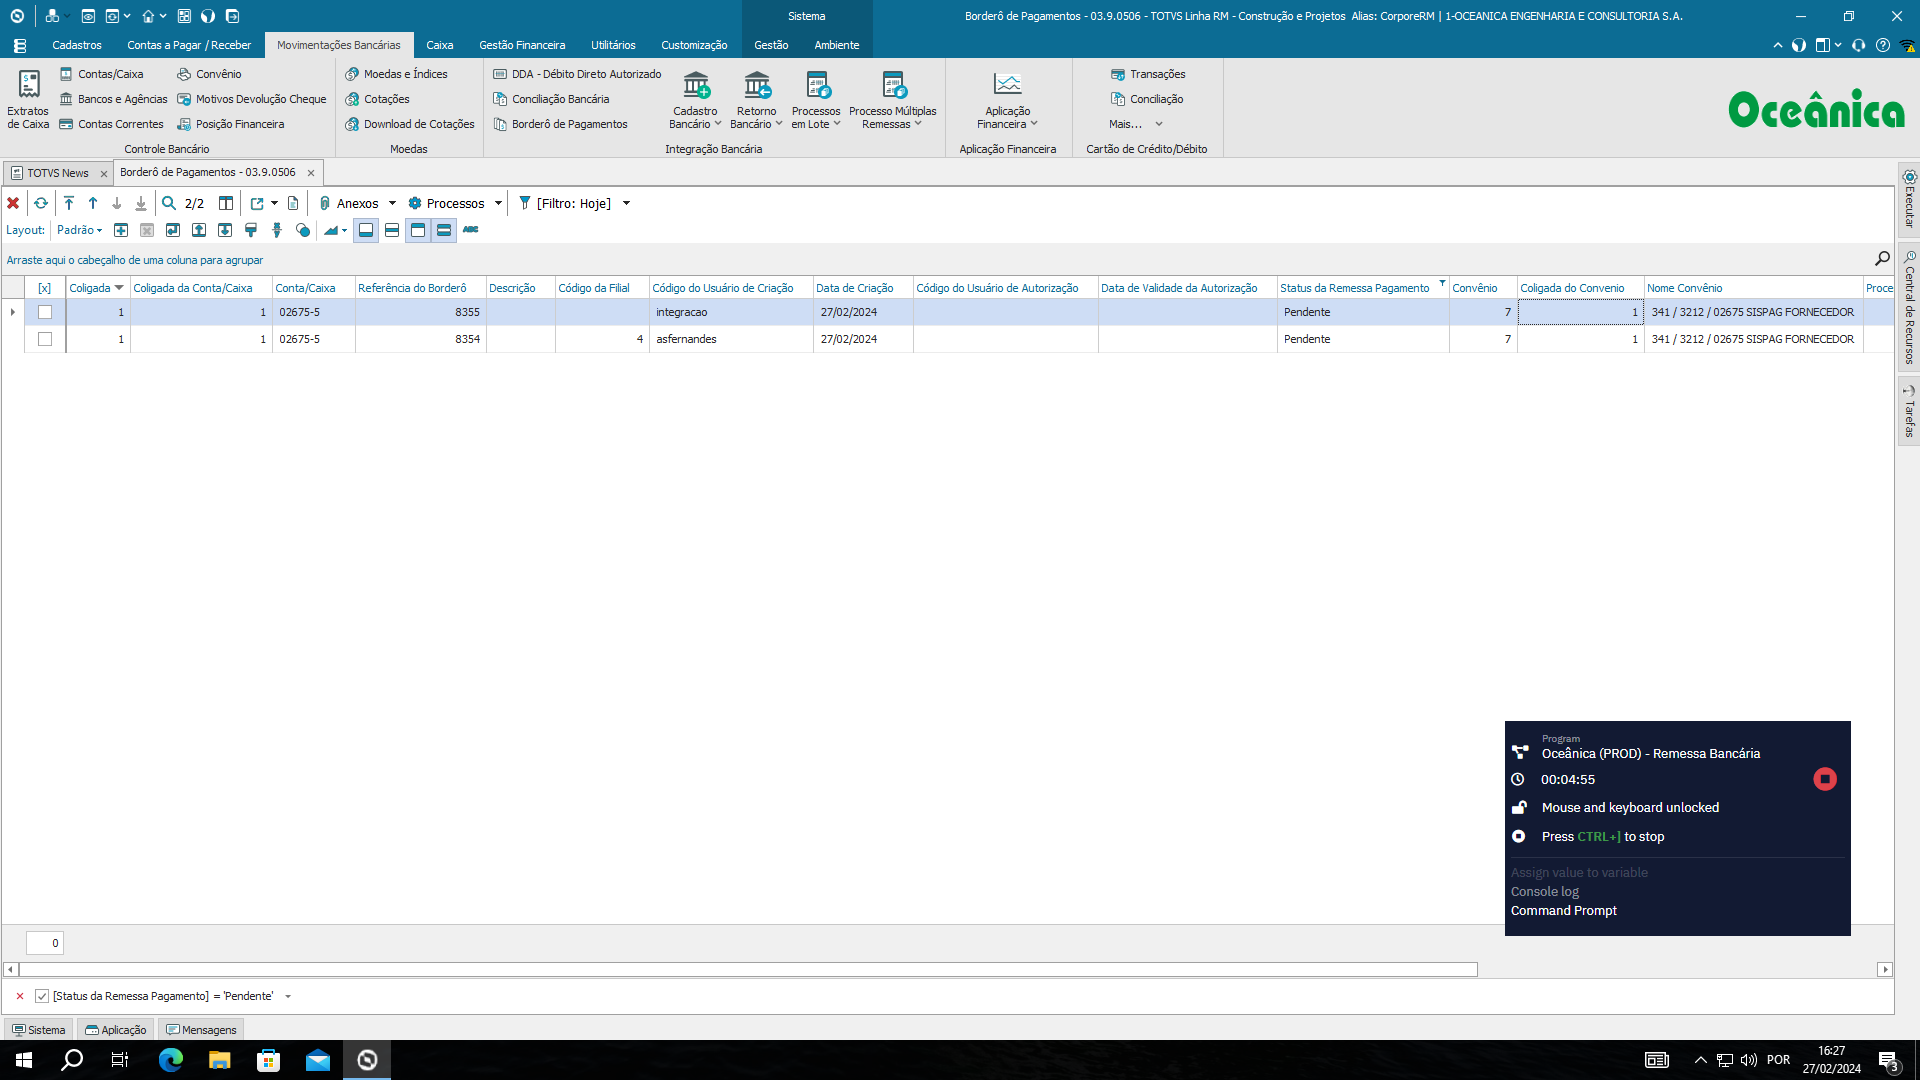 Sistema
Borderô de Pagamentos - 03.9.0506 - TOTVS Linha RM - Construção e Projetos  Alias: CorporeRM | 1-OCEANICA ENGENHARIA E CONSULTORIA S.A.
Cadastros  Contas a Pagar / Receber  Movimentações Bancárias  Caixa  Gestão Financeira  Utilitários  Customização  Gestão  Ambiente
Extratos de Caixa
Contas/Caixa
Bancos e Agências
Contas Correntes
Convênio
Motivos Devolução Cheque
Posição Financeira
Controle Bancário
Moedas e Índices
Cotações
Download de Cotações
Moedas
DDA - Débito Direto Autorizado
Conciliação Bancária
Borderô de Pagamentos
Cadastro Bancário
Retorno Bancário
Processos em Lote
Processo Múltiplas Remessas
Integração Bancária
Aplicação Financeira
Aplicação Financeira
Transações
Conciliação
Mais...
Cartão de Crédito/Débito
Oceânica
TOTVS News
Borderô de Pagamentos - 03.9.0506
2/2  Anexos  Processos  [Filtro: Hoje]
Layout:  Padrão  ABC
Arraste aqui o cabeçalho de uma coluna para agrupar
[x]  Coligada  Coligada da Conta/Caixa  Conta/Caixa  Referência do Borderô  Descrição  Código da Filial  Código do Usuário de Criação  Data de Criação  Código do Usuário de Autorização  Data de Validade da Autorização  Status da Remessa Pagamento  Convênio  Coligada do Convenio  Nome Convênio  Proce
1  1  02675-5  8355  integracao  27/02/2024  Pendente  7  1  341 / 3212 / 02675 SISPAG FORNECEDOR
1  1  02675-5  8354  4  asfernandes  27/02/2024  Pendente  7  1  341 / 3212 / 02675 SISPAG FORNECEDOR
Executar
Central de Recursos
Tarefas
Program
Oceânica (PROD) - Remessa Bancária
00:04:55
Mouse and keyboard unlocked
Press CTRL+] to stop
Assign value to variable
Console log
Command Prompt
0
[Status da Remessa Pagamento] = 'Pendente'
Sistema  Aplicação  Mensagens
POR
16:27
27/02/2024
3